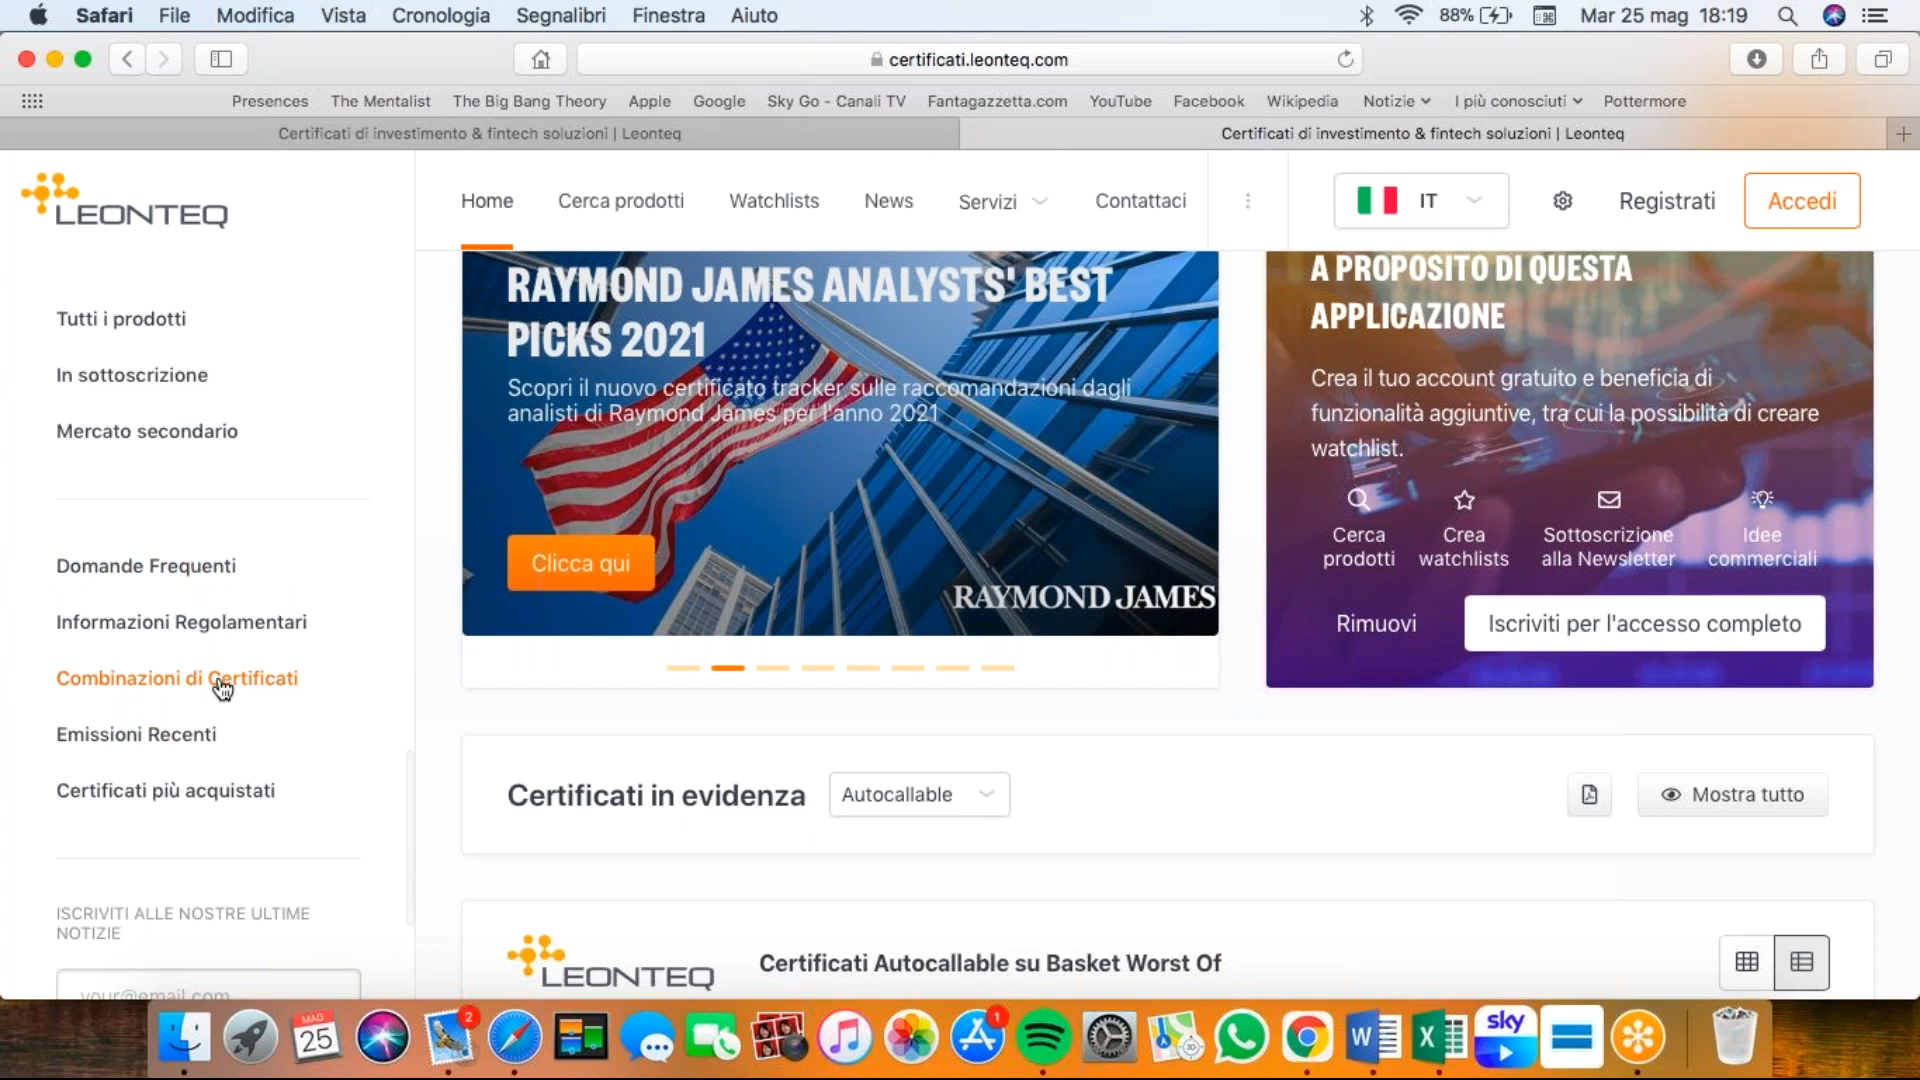 Safari File Modifica Vista Cronologia Segnalibri Finestra Aiuto
88% Mar 25 mag 18:19
certificati.leonteq.com
Presences The Mentalist The Big Bang Theory Apple Google Sky Go - Canali TV Fantagazzetta.com YouTube Facebook Wikipedia Notizie I più conosciuti Pottermore
Certificati di investimento & fintech soluzioni | Leonteq
Certificati di investimento & fintech soluzioni | Leonteq
LEONTEQ
Home Cerca prodotti Watchlists News Servizi Contattaci
IT
Registrati
Accedi
Tutti i prodotti
In sottoscrizione
Mercato secondario
Domande Frequenti
Informazioni Regolamentari
Combinazioni di Certificati
Emissioni Recenti
Certificati più acquistati
ISCRIVITI ALLE NOSTRE ULTIME
NOTIZIE
your@email.com
RAYMOND JAMES ANALYSTS' BEST
PICKS 2021
Scopri il nuovo certificato tracker sulle raccomandazioni dagli
analisti di Raymond James per l'anno 2021
Clicca qui
RAYMOND JAMES
A PROPOSITO DI QUESTA
APPLICAZIONE
Crea il tuo account gratuito e beneficia di
funzionalità aggiuntive, tra cui la possibilità di creare
watchlist.
Cerca
prodotti
Crea
watchlists
Sottoscrizione
alla Newsletter
Idee
commerciali
Rimuovi
Iscriviti per l'accesso completo
Certificati in evidenza
Autocallable
Mostra tutto
LEONTEQ
Certificati Autocallable su Basket Worst Of
MAG
25
2
1
W
X
sky